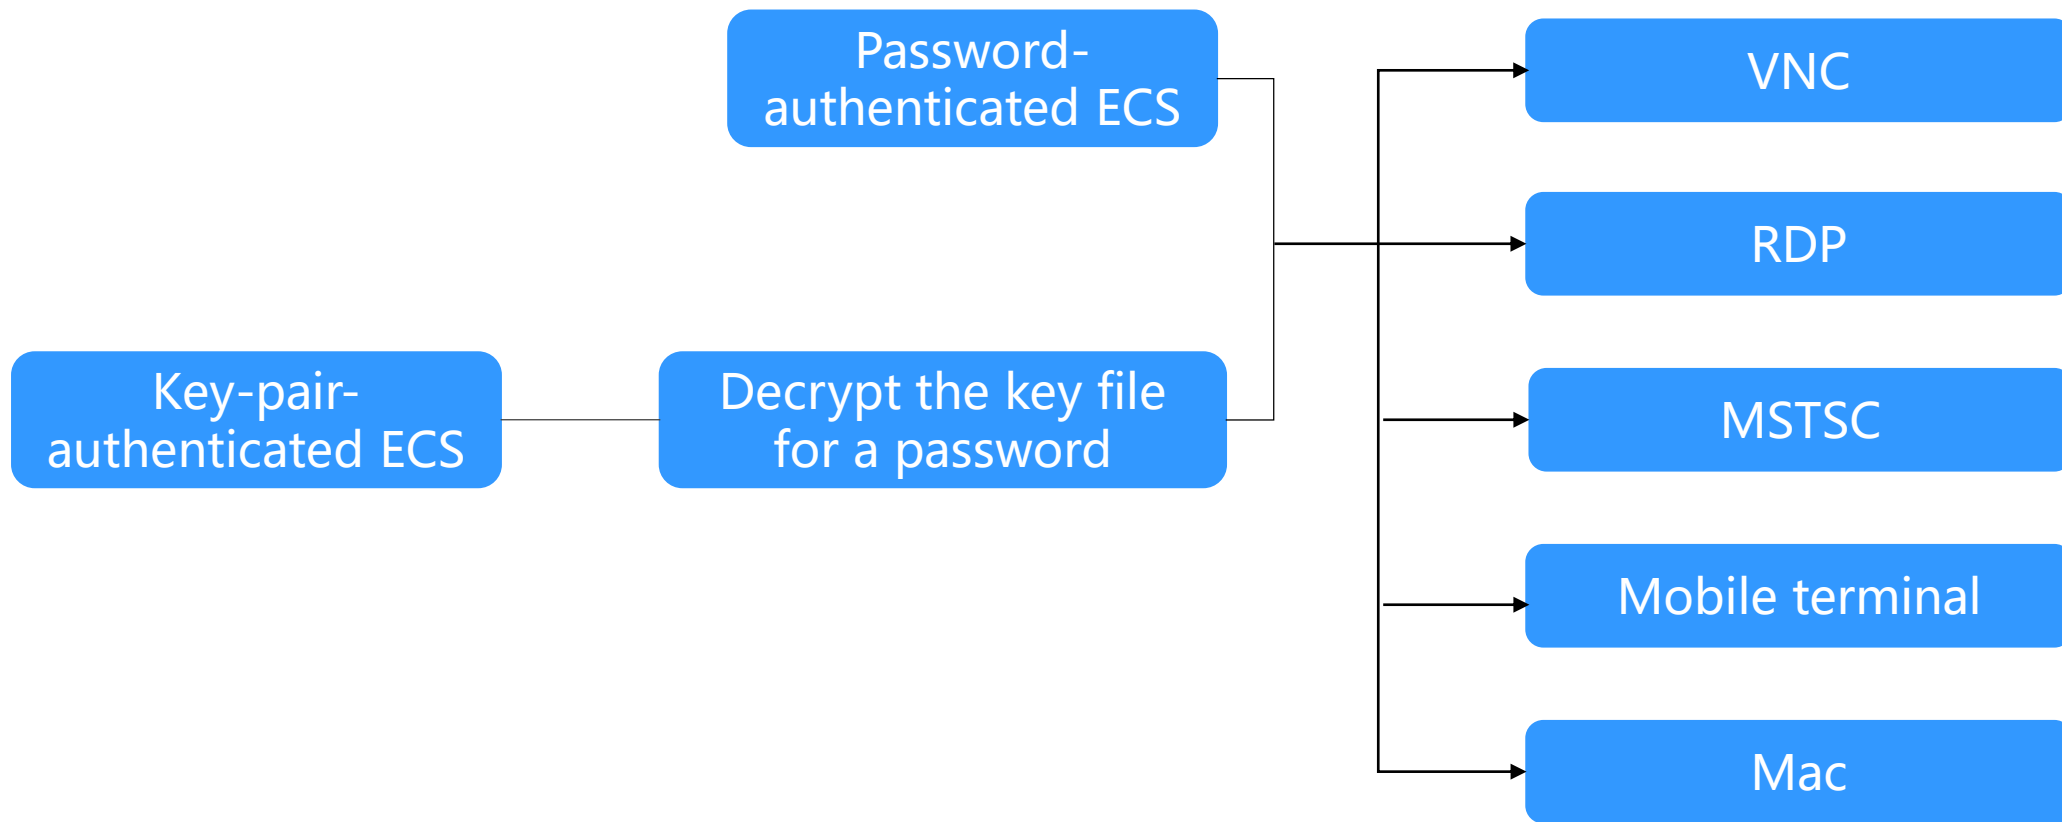 Password-
authenticated ECS
Key-pair-
authenticated ECS
Decrypt the key file
for a password
VNC
RDP
MSTSC
Mobile terminal
Mac